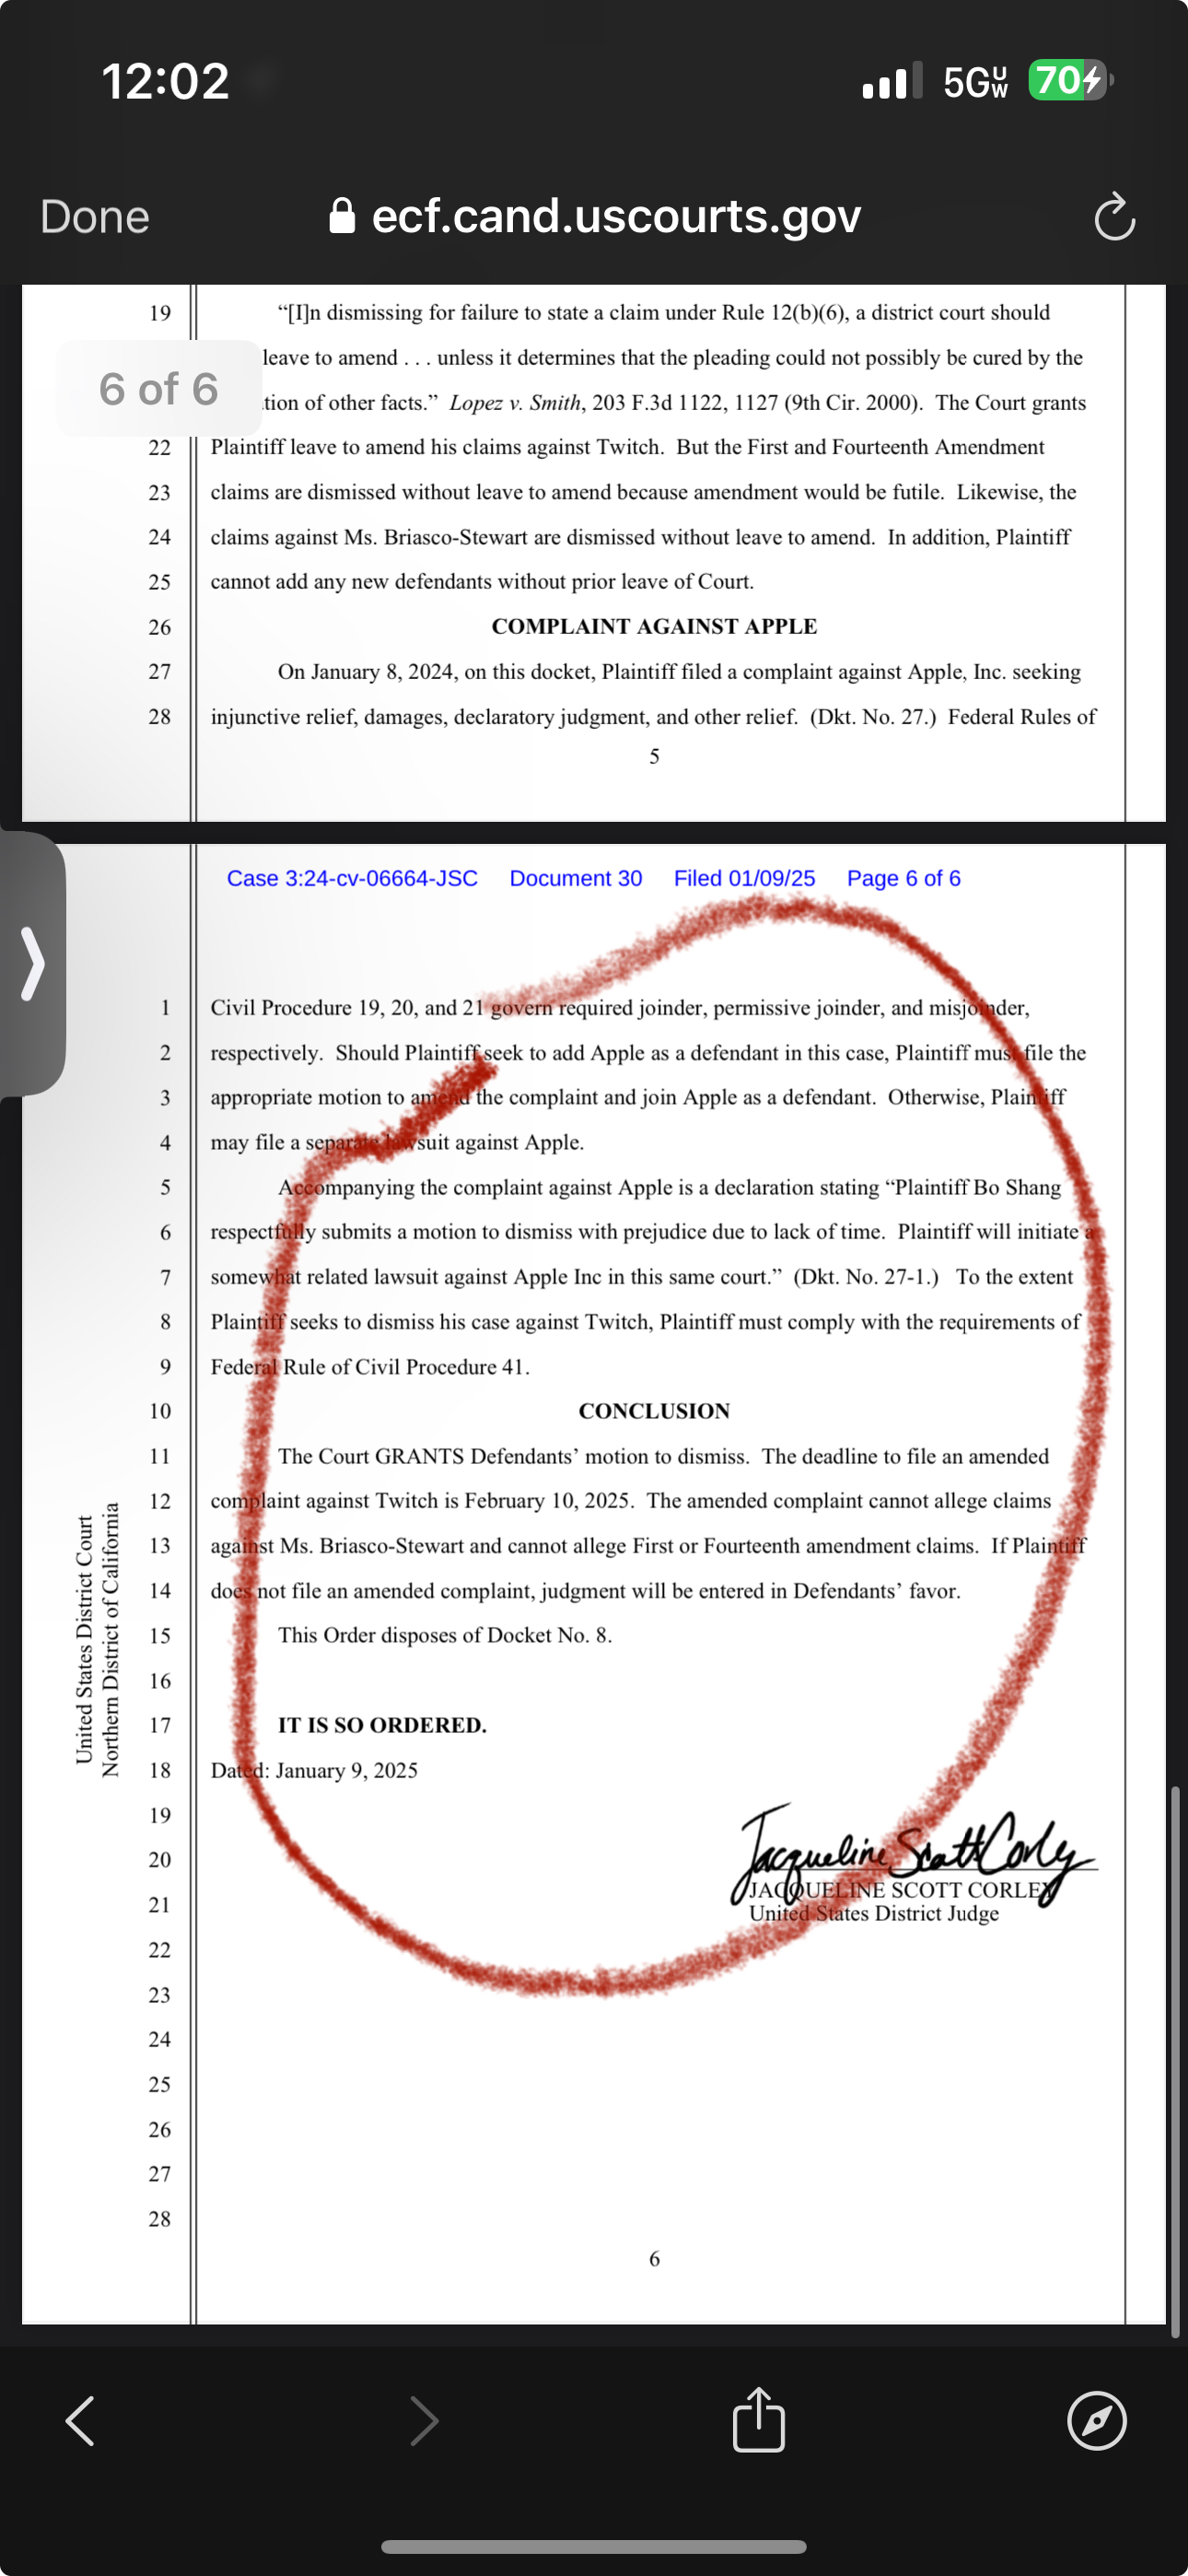 12:02
5GUW 70
Done ecf.cand.uscourts.gov
19 “[I]n dismissing for failure to state a claim under Rule 12(b)(6), a district court should
leave to amend . . . unless it determines that the pleading could not possibly be cured by the
6 of 6
tion of other facts.” Lopez v. Smith, 203 F.3d 1122, 1127 (9th Cir. 2000). The Court grants
22 Plaintiff leave to amend his claims against Twitch. But the First and Fourteenth Amendment
23 claims are dismissed without leave to amend because amendment would be futile. Likewise, the
24 claims against Ms. Briasco-Stewart are dismissed without leave to amend. In addition, Plaintiff
25 cannot add any new defendants without prior leave of Court.
26 COMPLAINT AGAINST APPLE
27 On January 8, 2024, on this docket, Plaintiff filed a complaint against Apple, Inc. seeking
28 injunctive relief, damages, declaratory judgment, and other relief. (Dkt. No. 27.) Federal Rules of
5
Case 3:24-cv-06664-JSC Document 30 Filed 01/09/25 Page 6 of 6
1 Civil Procedure 19, 20, and 21 govern required joinder, permissive joinder, and misjoinder,
2 respectively. Should Plaintiff seek to add Apple as a defendant in this case, Plaintiff must file the
3 appropriate motion to amend the complaint and join Apple as a defendant. Otherwise, Plaintiff
4 may file a separate lawsuit against Apple.
5 Accompanying the complaint against Apple is a declaration stating “Plaintiff Bo Shang
6 respectfully submits a motion to dismiss with prejudice due to lack of time. Plaintiff will initiate a
7 somewhat related lawsuit against Apple Inc in this same court.” (Dkt. No. 27-1.) To the extent
8 Plaintiff seeks to dismiss his case against Twitch, Plaintiff must comply with the requirements of
9 Federal Rule of Civil Procedure 41.
10 CONCLUSION
11 The Court GRANTS Defendants’ motion to dismiss. The deadline to file an amended
12 complaint against Twitch is February 10, 2025. The amended complaint cannot allege claims
13 against Ms. Briasco-Stewart and cannot allege First or Fourteenth amendment claims. If Plaintiff
14 does not file an amended complaint, judgment will be entered in Defendants’ favor.
15 This Order disposes of Docket No. 8.
16
17 IT IS SO ORDERED.
18 Dated: January 9, 2025
19
20 Jacqueline Scott Corley
JACQUELINE SCOTT CORLEY
21 United States District Judge
22
23
24
25
26
27
28
United States District Court
Northern District of California
6